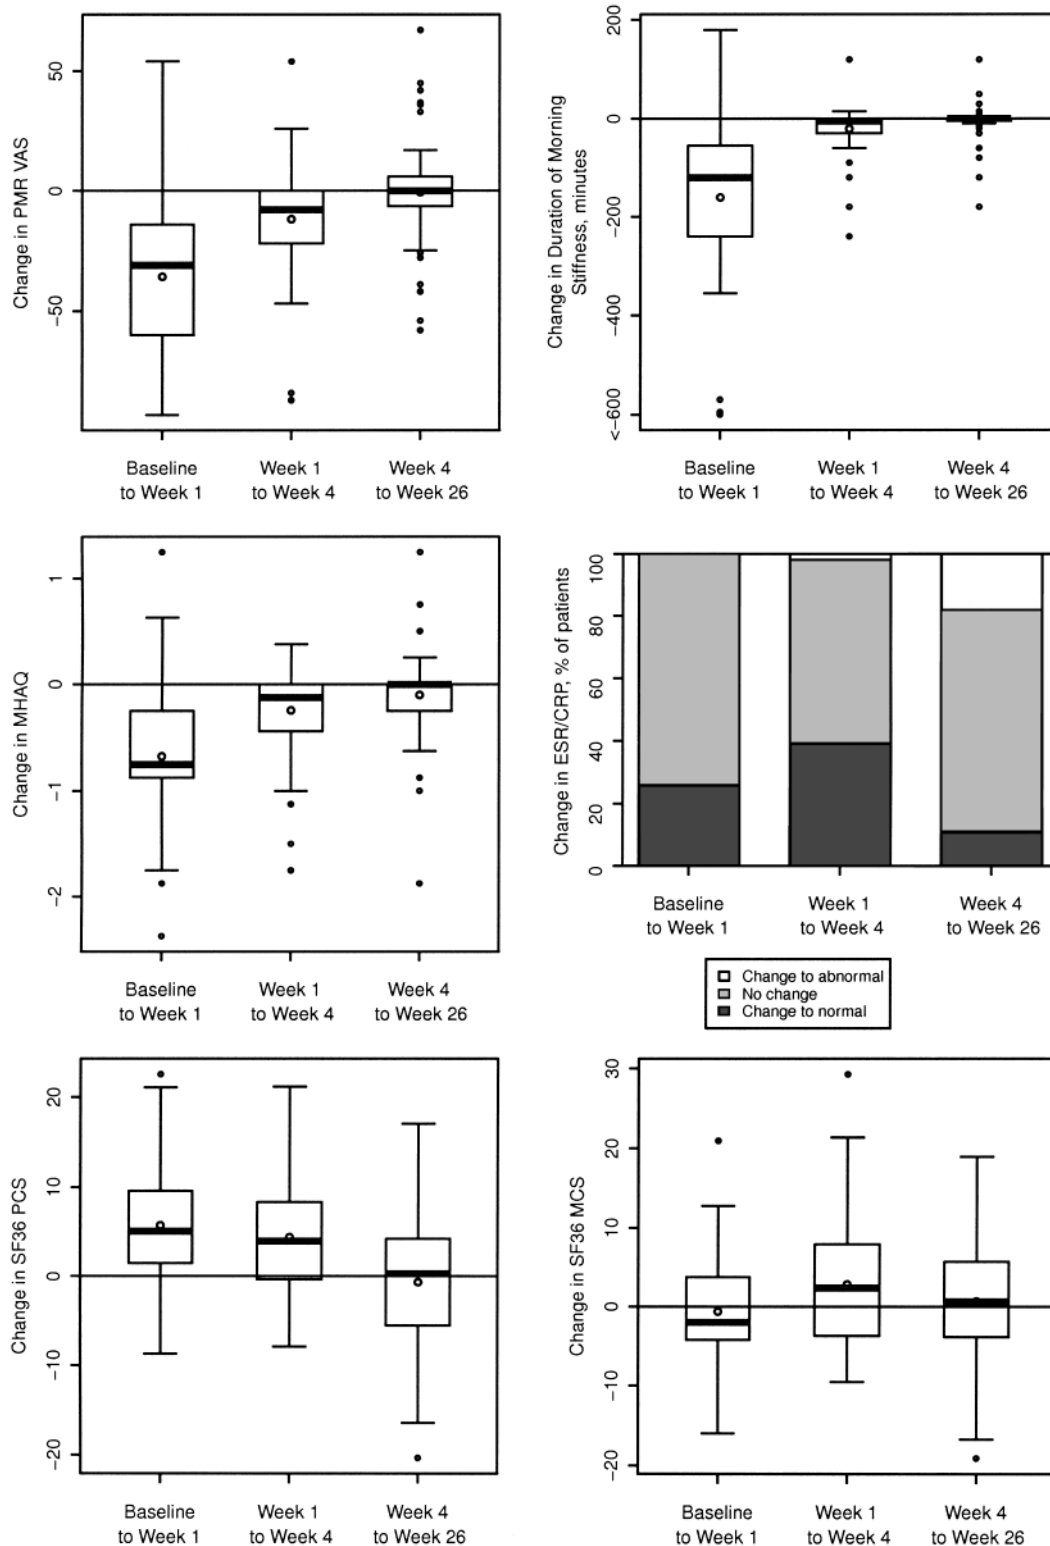 Change in PMR VAS
50
0
−50
Baseline
to Week 1
Week 1
to Week 4
Week 4
to Week 26
Change in Duration of Morning
Stiffness, minutes
200
0
−200
−400
<−600
Baseline
to Week 1
Week 1
to Week 4
Week 4
to Week 26
Change in MHAQ
1
0
−1
−2
Baseline
to Week 1
Week 1
to Week 4
Week 4
to Week 26
Change in ESR/CRP, % of patients
100
80
60
40
20
0
Baseline
to Week 1
Week 1
to Week 4
Week 4
to Week 26
Change to abnormal
No change
Change to normal
Change in SF36 PCS
20
10
0
−10
−20
Baseline
to Week 1
Week 1
to Week 4
Week 4
to Week 26
Change in SF36 MCS
30
20
10
0
−10
−20
Baseline
to Week 1
Week 1
to Week 4
Week 4
to Week 26